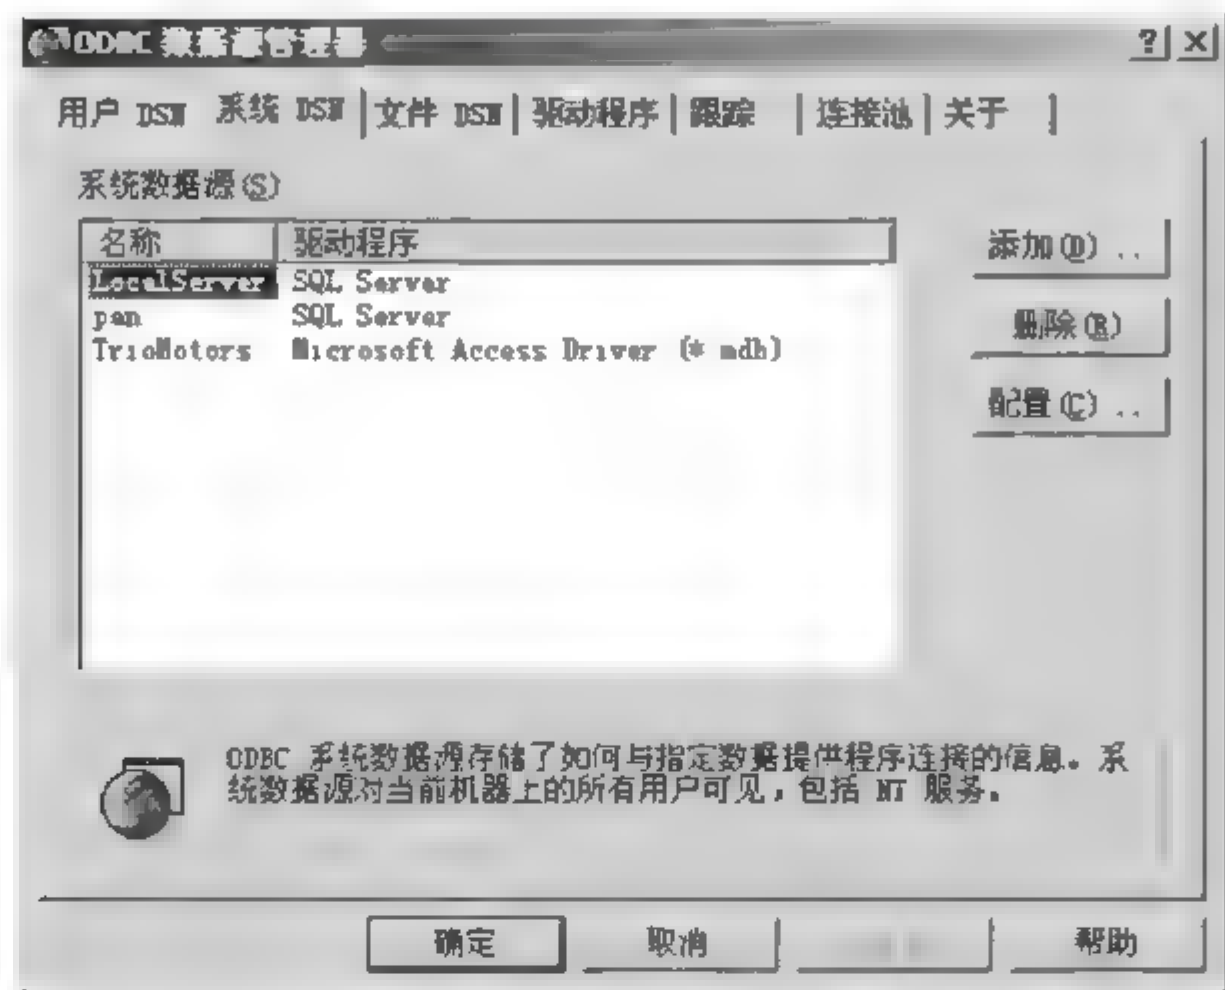 ODBC 数据源管理器
用户 DSN 系统 DSN 文件 DSN 驱动程序 跟踪 连接池 关于
系统数据源(S)
名称 驱动程序
LocalServer SQL Server
pan SQL Server
TrioMotors Microsoft Access Driver (* mdb)
添加(D)..
删除(R)
配置(C)..
ODBC 系统数据源存储了如何与指定数据提供程序连接的信息。系
统数据源对当前机器上的所有用户可见，包括 NT 服务。
确定 取消 帮助